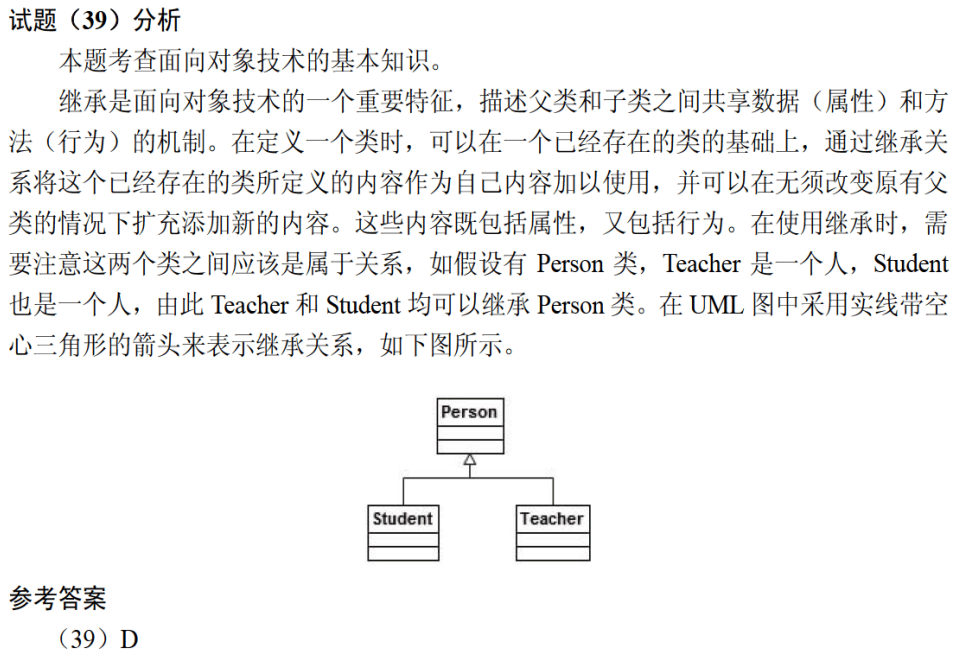 试题（39）分析
本题考查面向对象技术的基本知识。
继承是面向对象技术的一个重要特征，描述父类和子类之间共享数据（属性）和方
法（行为）的机制。在定义一个类时，可以在一个已经存在的类的基础上，通过继承关
系将这个已经存在的类所定义的内容作为自己内容加以使用，并可以在无须改变原有父
类的情况下扩充添加新的内容。这些内容既包括属性，又包括行为。在使用继承时，需
要注意这两个类之间应该是属于关系，如假设有 Person 类，Teacher 是一个人，Student
也是一个人，由此 Teacher 和 Student 均可以继承 Person 类。在 UML 图中采用实线带空
心三角形的箭头来表示继承关系，如下图所示。
Person
Student
Teacher
参考答案
（39）D